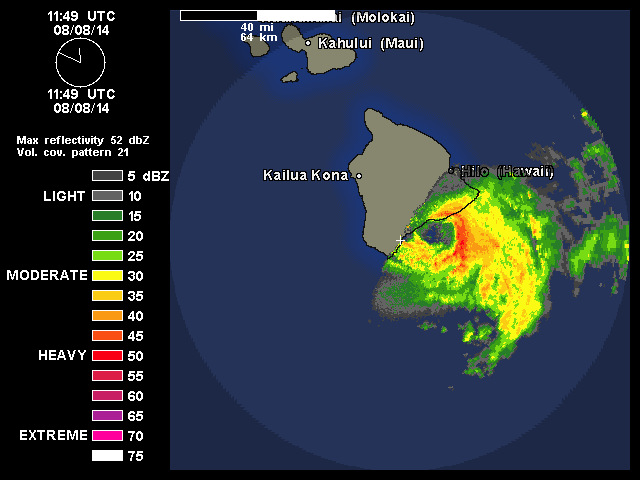 11:49 UTC
08/08/14
11:49 UTC
08/08/14
Max reflectivity 52 dbZ
Vol. cov. pattern 21
5 dBZ
LIGHT 10
15
20
25
MODERATE 30
35
40
45
HEAVY 50
55
60
65
EXTREME 70
75
(Molokai)
40 mi
64 km
Kahului (Maui)
Kailua Kona
Hilo (Hawaii)